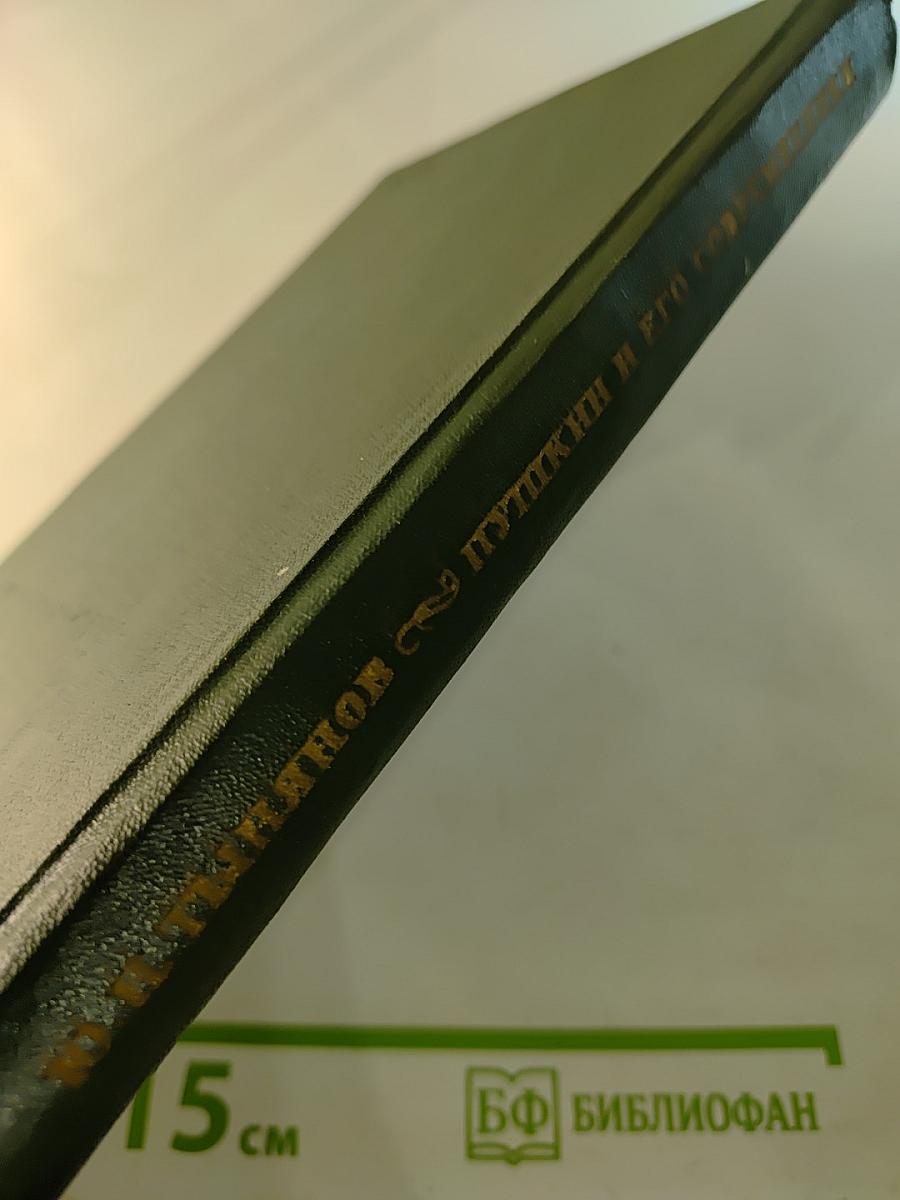 Ю Н ТЫНЯНОВ ПУШКИН И ЕГО СОВРЕМЕННИКИ
15 см
БФ БИБЛИОФАН